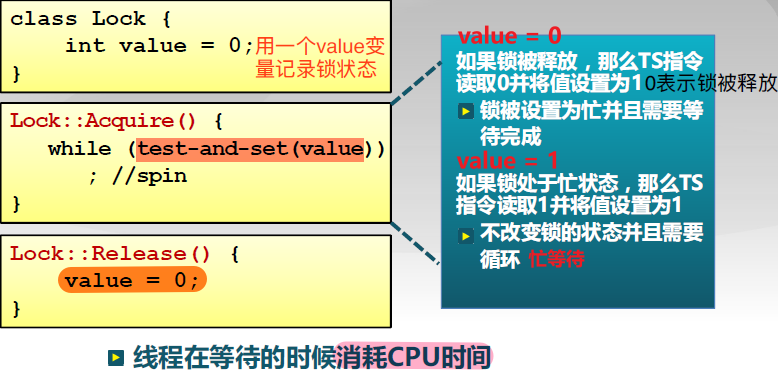 class Lock {
int value = 0;用一个value变
量记录锁状态
}
Lock::Acquire() {
while (test-and-set(value))
; //spin
}
Lock::Release() {
value = 0;
}
value = 0
如果锁被释放，那么TS指令
读取0并将值设置为1 0表示锁被释放
锁被设置为忙并且需要等
待完成
value = 1
如果锁处于忙状态，那么TS
指令读取1并将值设置为1
不改变锁的状态并且需要
循环 忙等待
线程在等待的时候消耗CPU时间